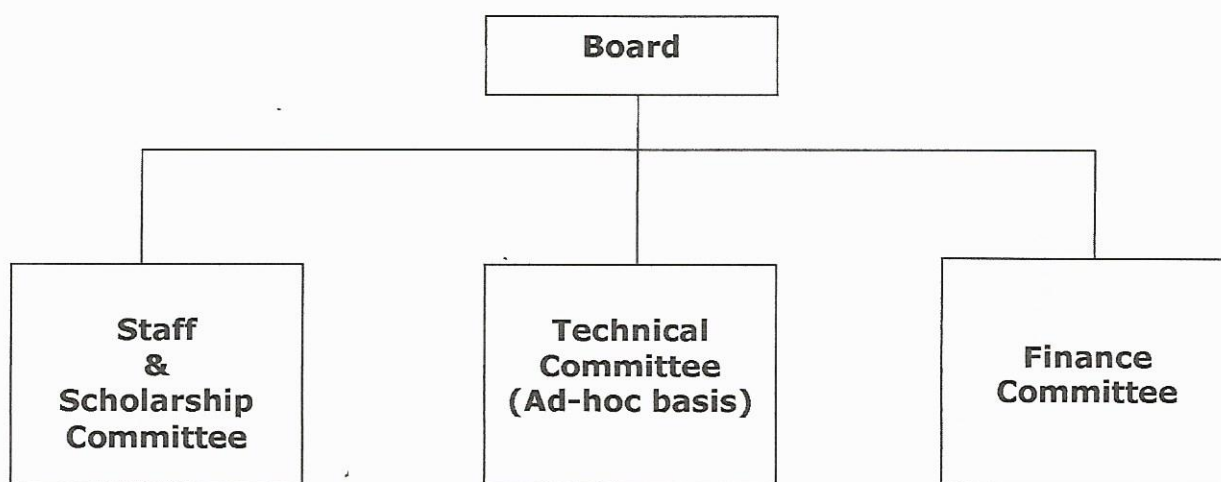 Board
Staff
&
Scholarship
Committee
Technical
Committee
(Ad-hoc basis)
Finance
Committee